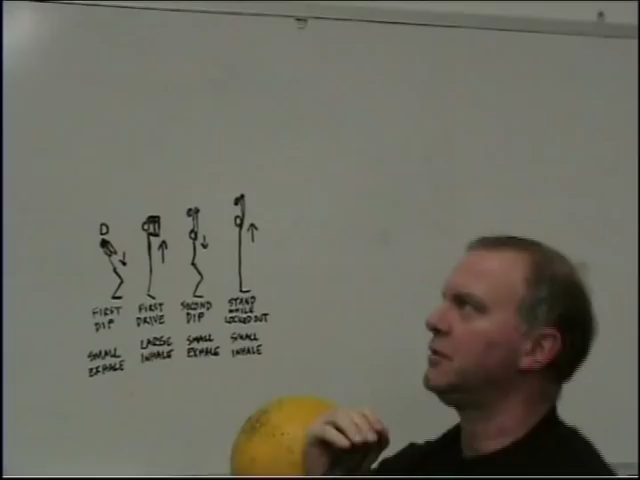 FIRST DIP
SMALL EXHALE
FIRST DRIVE
LARGE INHALE
SECOND DIP
SMALL EXHALE
STAND WHILE LOCKED OUT
SMALL INHALE